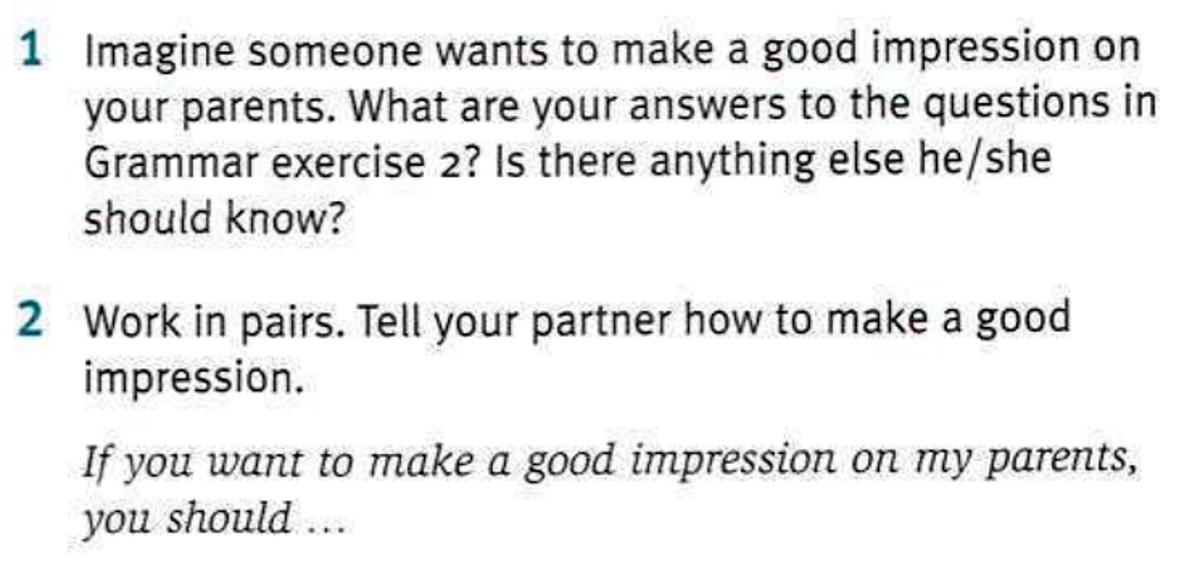 1 Imagine someone wants to make a good impression on
your parents. What are your answers to the questions in
Grammar exercise 2? Is there anything else he/she
should know?
2 Work in pairs. Tell your partner how to make a good
impression.
If you want to make a good impression on my parents,
you should ...